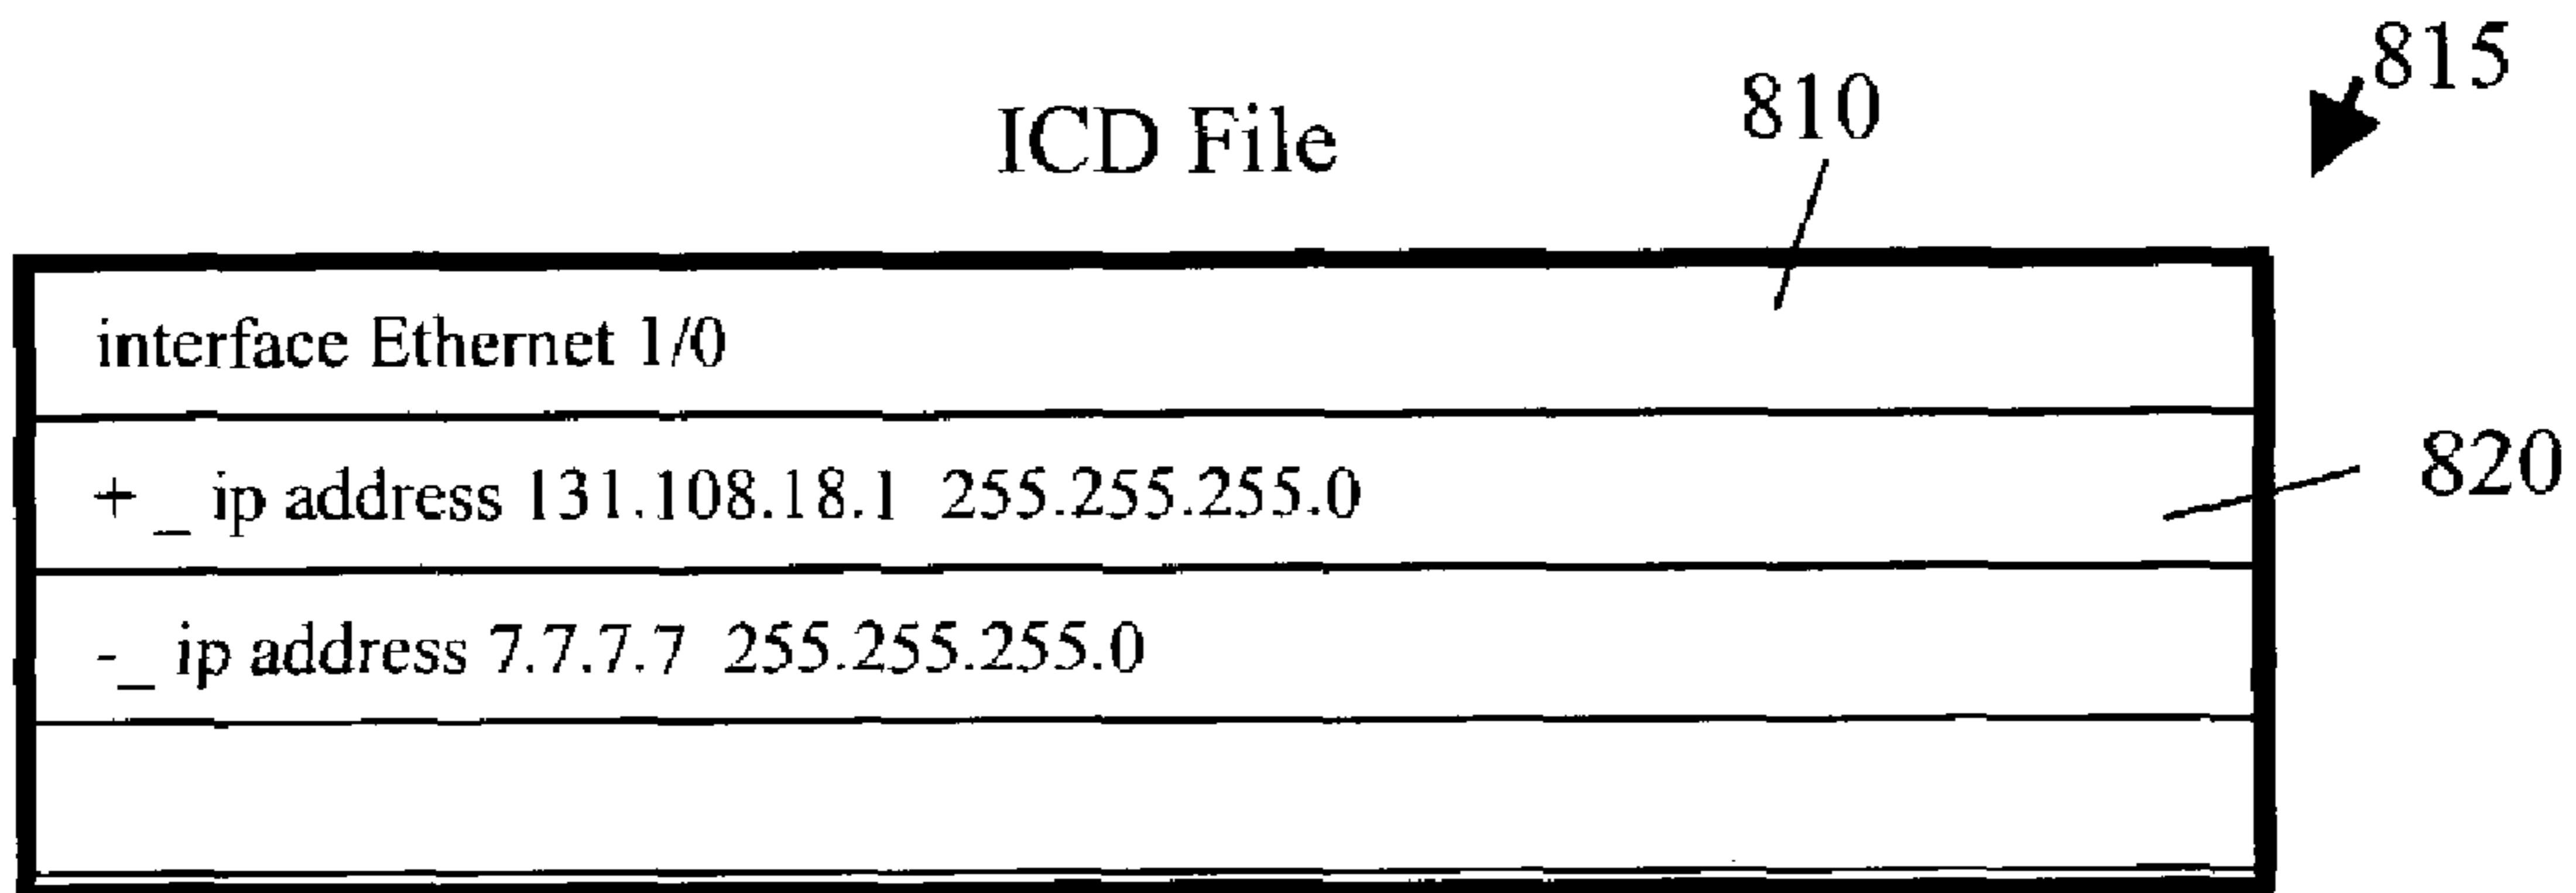 815
ICD File 810
interface Ethernet 1/0
+_ ip address 131.108.18.1 255.255.255.0
820
-_ ip address 7.7.7.7 255.255.255.0